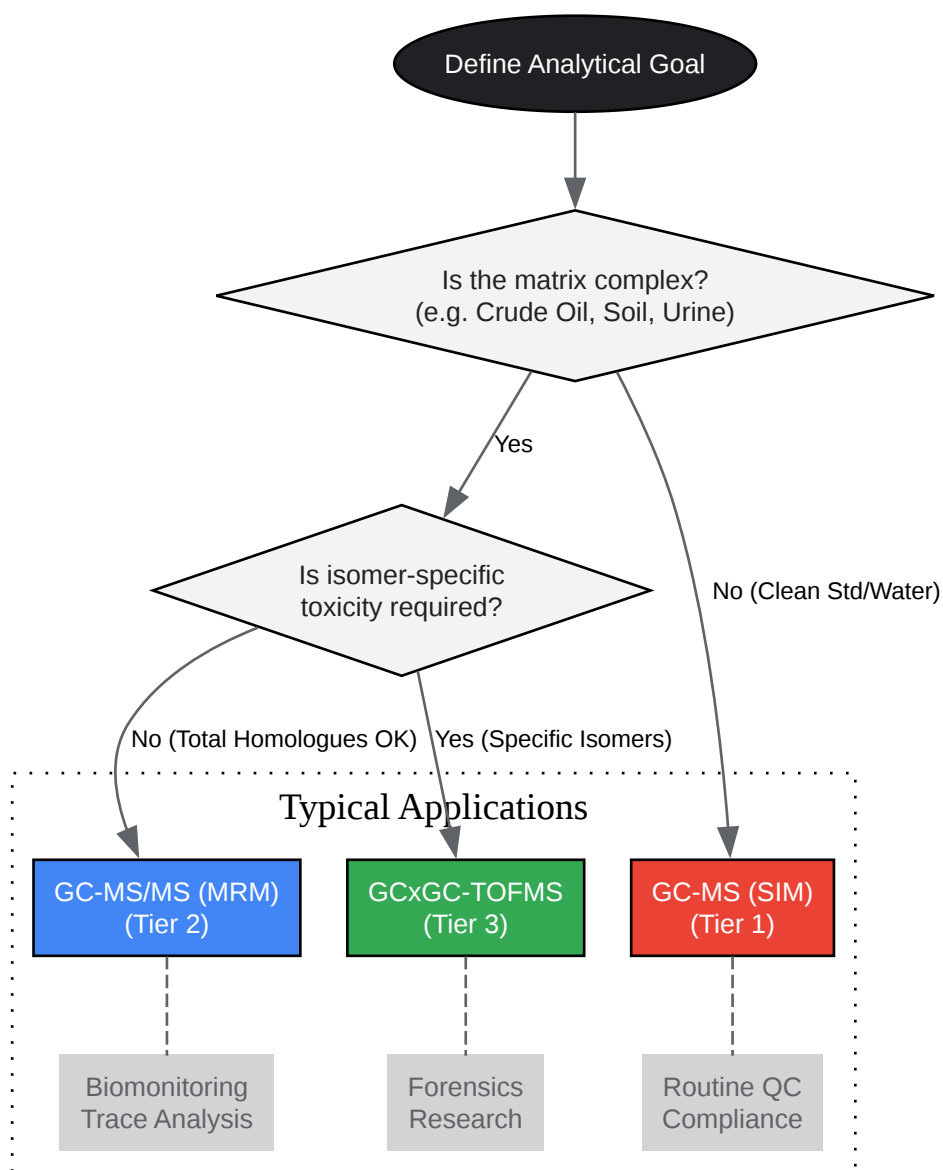 Define Analytical Goal
Is the matrix complex?
(e.g. Crude Oil, Soil, Urine)
Yes
Is isomer-specific
toxicity required?
No (Clean Std/Water)
No (Total Homologues OK)
Yes (Specific Isomers)
Typical Applications
GC-MS/MS (MRM)
(Tier 2)
GCxGC-TOFMS
(Tier 3)
GC-MS (SIM)
(Tier 1)
Biomonitoring
Trace Analysis
Forensics
Research
Routine QC
Compliance